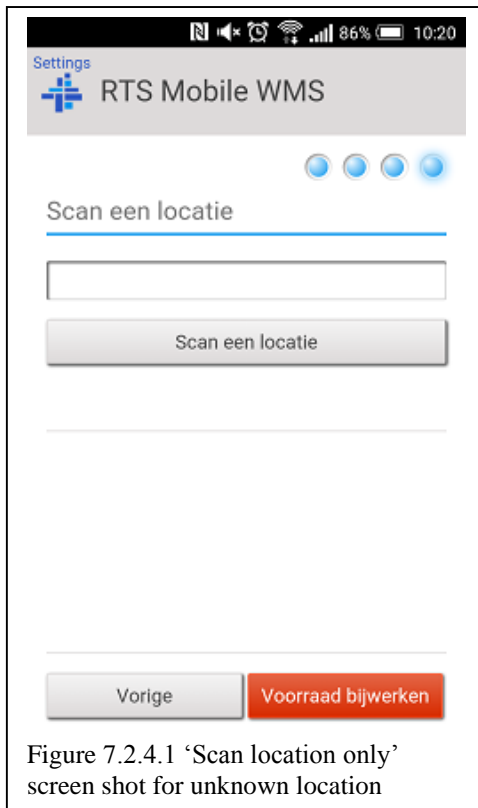 86% 10:20
Settings
RTS Mobile WMS
Scan een locatie
Scan een locatie
Vorige Voorraad bijwerken
Figure 7.2.4.1 ‘Scan location only’
screen shot for unknown location